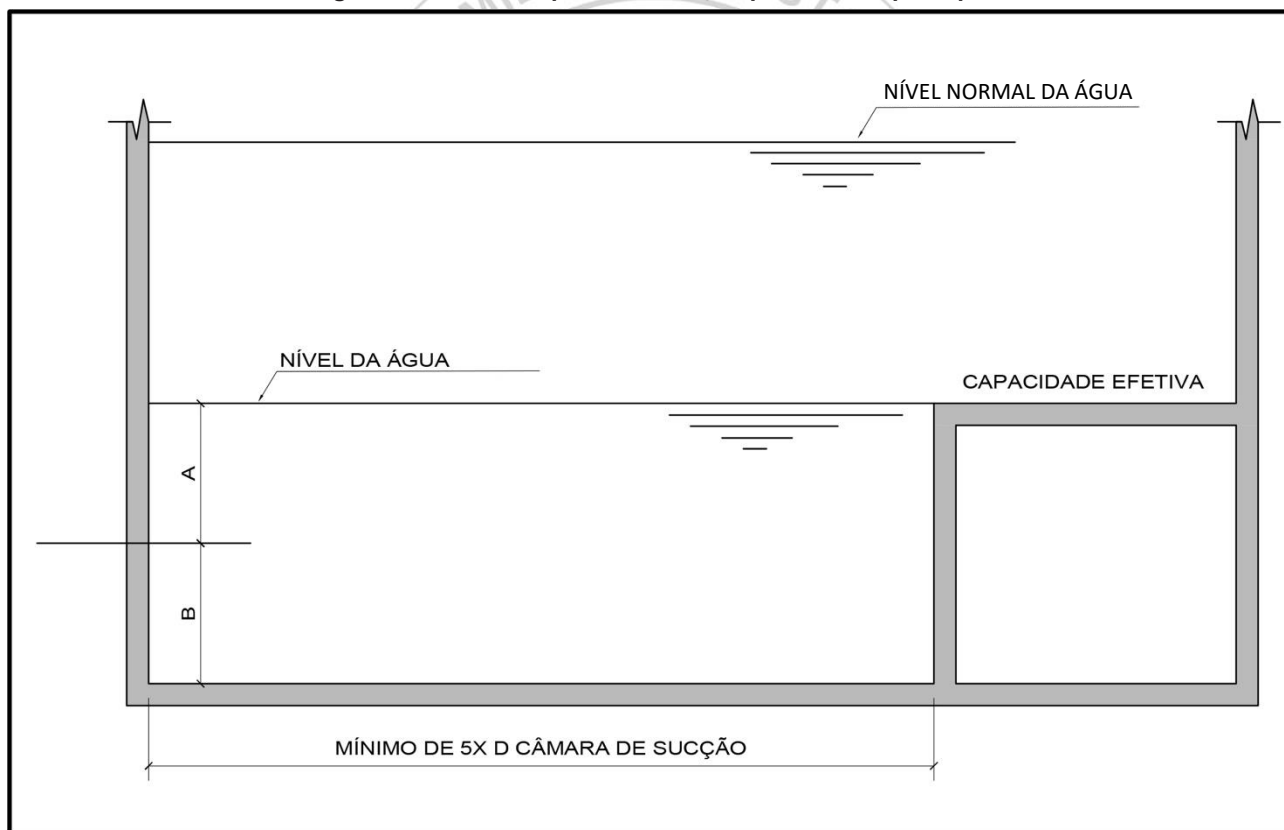 NÍVEL NORMAL DA ÁGUA
NÍVEL DA ÁGUA
CAPACIDADE EFETIVA
A
B
MÍNIMO DE 5X D CÂMARA DE SUCÇÃO